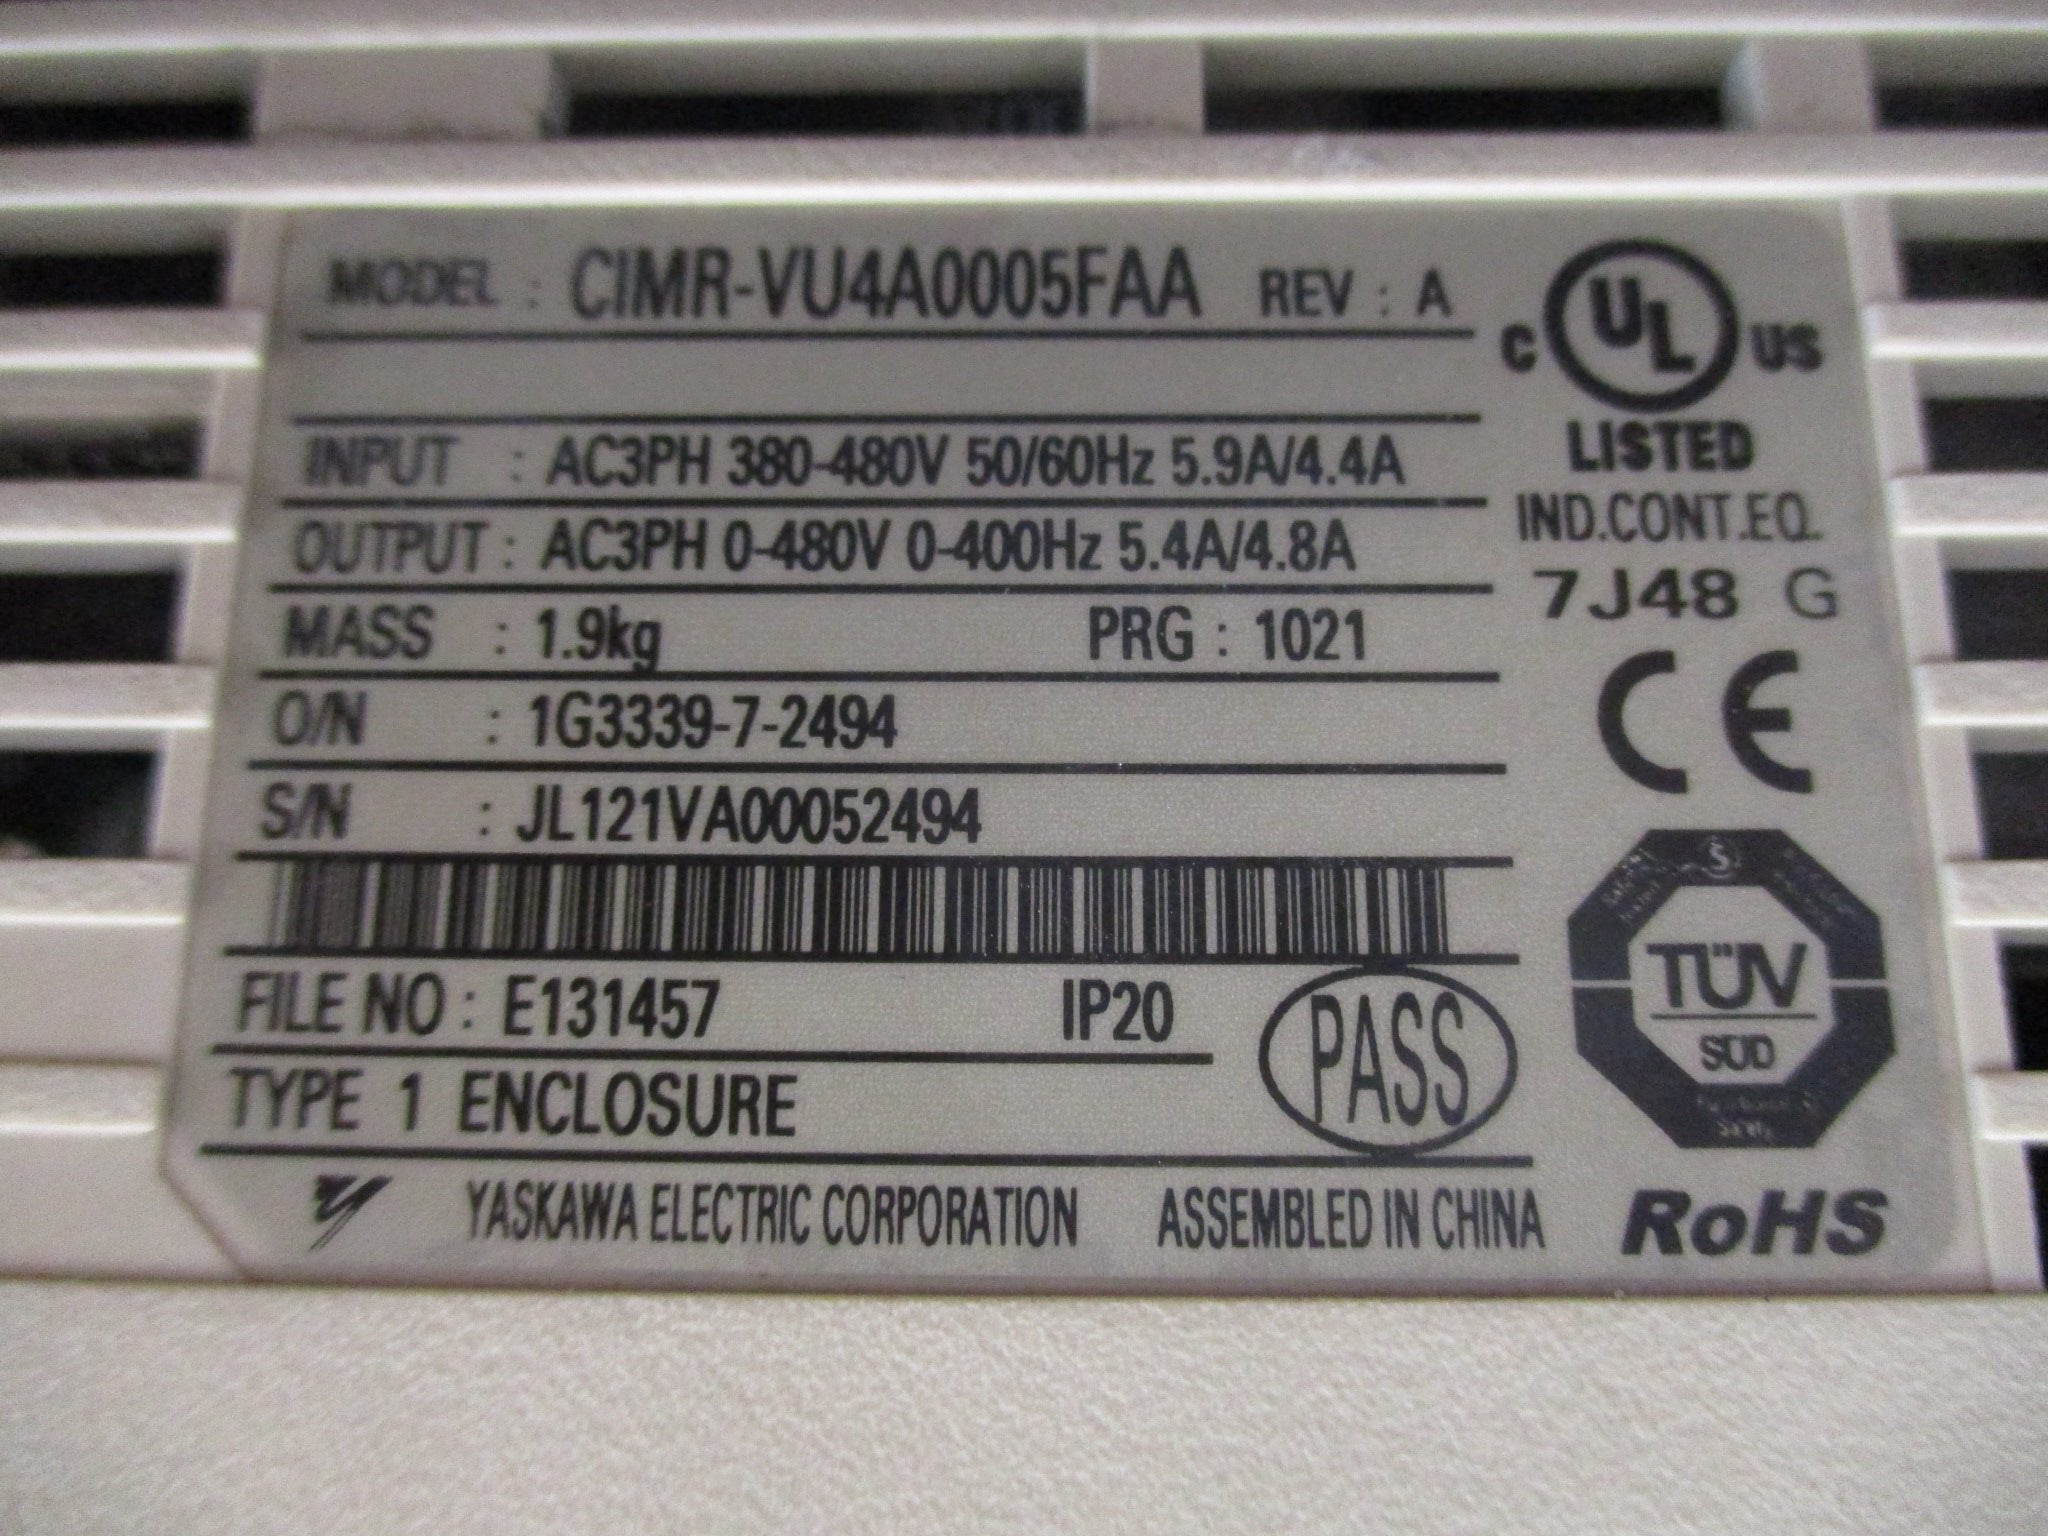 MODEL : CIMR-VU4A0005FAA REV : A
C UL US
LISTED
IND.CONT.EQ.
7J48 G
INPUT : AC3PH 380-480V 50/60Hz 5.9A/4.4A
OUTPUT : AC3PH 0-480V 0-400Hz 5.4A/4.8A
MASS : 1.9kg PRG : 1021
O/N : 1G3339-7-2494
S/N : JL121VA00052494
CE
FILE NO : E131457 IP20
PASS
TYPE 1 ENCLOSURE
TÜV
SÜD
YASKAWA ELECTRIC CORPORATION ASSEMBLED IN CHINA
RoHS